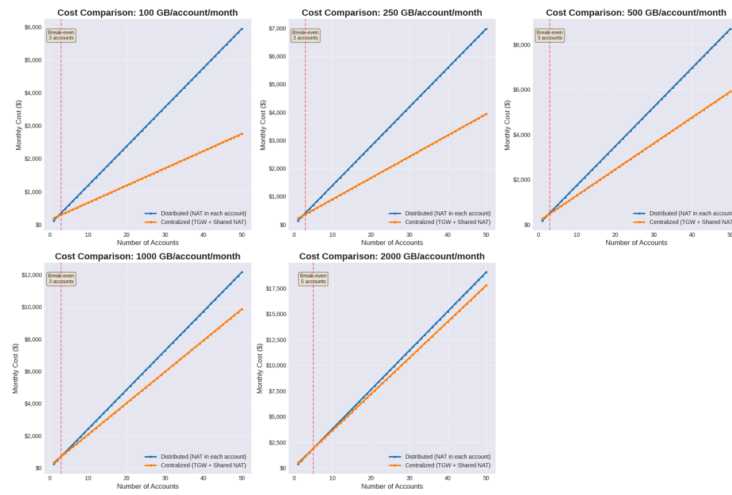 Cost Comparison: 100 GB/account/month
$6,000
$5,000
$4,000
$3,000
$2,000
$1,000
$0
Monthly Cost ($)
Break-even
3 accounts
Distributed (NAT in each account)
Centralized (TGW + Shared NAT)
0 10 20 30 40 50
Number of Accounts
Cost Comparison: 250 GB/account/month
$7,000
$6,000
$5,000
$4,000
$3,000
$2,000
$1,000
$0
Monthly Cost ($)
Break-even
3 accounts
Distributed (NAT in each account)
Centralized (TGW + Shared NAT)
0 10 20 30 40 50
Number of Accounts
Cost Comparison: 500 GB/account/month
$8,000
$6,000
$4,000
$2,000
$0
Monthly Cost ($)
Break-even
3 accounts
Distributed (NAT in each account)
Centralized (TGW + Shared NAT)
0 10 20 30 40 50
Number of Accounts
Cost Comparison: 1000 GB/account/month
$12,000
$10,000
$8,000
$6,000
$4,000
$2,000
$0
Monthly Cost ($)
Break-even
3 accounts
Distributed (NAT in each account)
Centralized (TGW + Shared NAT)
0 10 20 30 40 50
Number of Accounts
Cost Comparison: 2000 GB/account/month
$17,500
$15,000
$12,500
$10,000
$7,500
$5,000
$2,500
$0
Monthly Cost ($)
Break-even
5 accounts
Distributed (NAT in each account)
Centralized (TGW + Shared NAT)
0 10 20 30 40 50
Number of Accounts